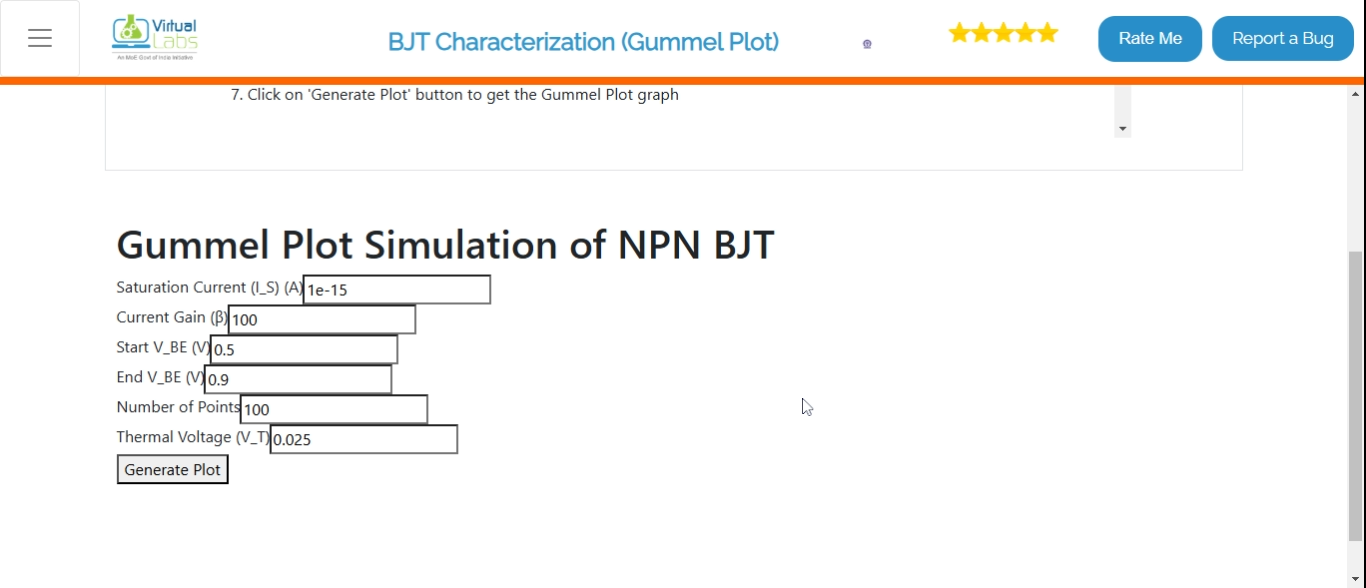 Virtual
Labs
An MoE Govt of India Initiative
BJT Characterization (Gummel Plot)
Rate Me
Report a Bug
7. Click on 'Generate Plot' button to get the Gummel Plot graph
Gummel Plot Simulation of NPN BJT
Saturation Current (I_S) (A) 1e-15
Current Gain (β) 100
Start V_BE (V) 0.5
End V_BE (V) 0.9
Number of Points 100
Thermal Voltage (V_T) 0.025
Generate Plot